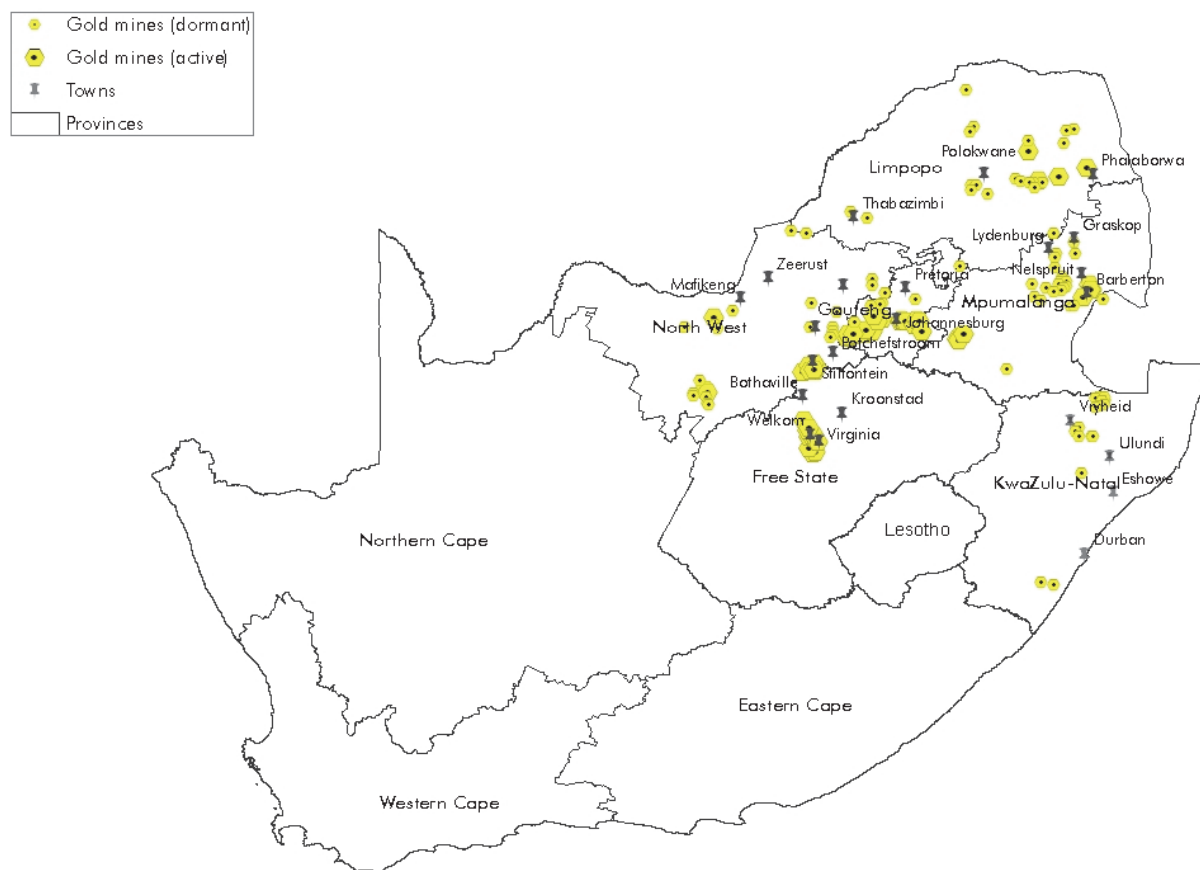 Gold mines (dormant)
Gold mines (active)
Towns
Provinces
Polokwane
Phalaborwa
Limpopo
Thabazimbi
Graskop
Lydenburg
Zeerust
Nelspruit
Pretoria
Mafikeng
Barberton
Mpumalanga
Gauteng
North West
Johannesburg
Potchefstroom
Stilfontein
Bothaville
Kroonstad
Vryheid
Welkom
Virginia
Ulundi
Free State
KwaZulu-Natal
Eshowe
Lesotho
Northern Cape
Durban
Eastern Cape
Western Cape